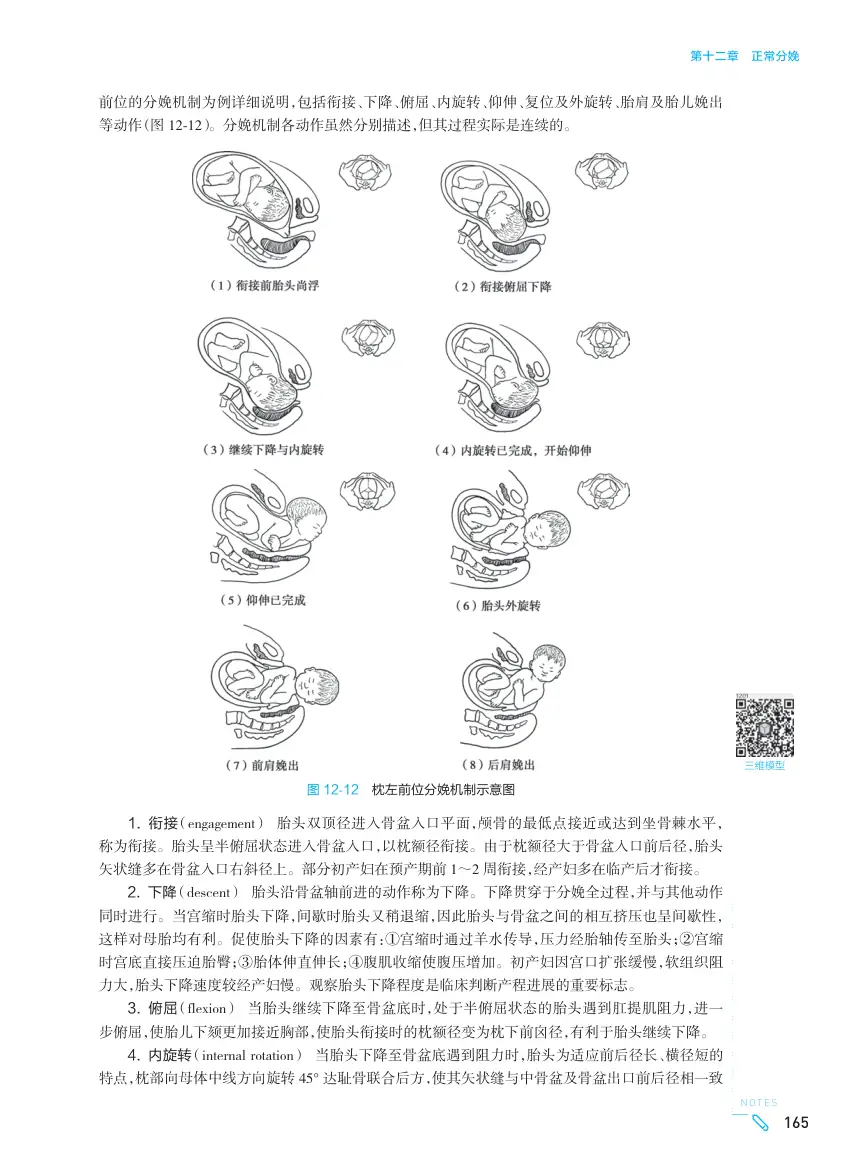 第十二章 正常分娩
前位的分娩机制为例详细说明,包括衔接、下降、俯屈、内旋转、仰伸、复位及外旋转、胎肩及胎儿娩出
等动作(图 12-12)。分娩机制各动作虽然分别描述,但其过程实际是连续的。
(1)衔接前胎头尚浮
(2)衔接俯屈下降
(3)继续下降与内旋转
(4)内旋转已完成,开始仰伸
(5)仰伸已完成
(6)胎头外旋转
(7)前肩娩出
(8)后肩娩出
1201
三维模型
图 12-12 枕左前位分娩机制示意图
1. 衔接(engagement) 胎头双顶径进入骨盆入口平面,颅骨的最低点接近或达到坐骨棘水平,
称为衔接。胎头呈半俯屈状态进入骨盆入口,以枕额径衔接。由于枕额径大于骨盆入口前后径,胎头
矢状缝多在骨盆入口右斜径上。部分初产妇在预产期前 1~2 周衔接,经产妇多在临产后才衔接。
2. 下降(descent) 胎头沿骨盆轴前进的动作称为下降。下降贯穿于分娩全过程,并与其他动作
同时进行。当宫缩时胎头下降,间歇时胎头又稍退缩,因此胎头与骨盆之间的相互挤压也呈间歇性,
这样对母胎均有利。促使胎头下降的因素有:①宫缩时通过羊水传导,压力经胎轴传至胎头;②宫缩
时宫底直接压迫胎臀;③胎体伸直伸长;④腹肌收缩使腹压增加。初产妇因宫口扩张缓慢,软组织阻
力大,胎头下降速度较经产妇慢。观察胎头下降程度是临床判断产程进展的重要标志。
3. 俯屈(flexion) 当胎头继续下降至骨盆底时,处于半俯屈状态的胎头遇到肛提肌阻力,进一
步俯屈,使胎儿下颏更加接近胸部,使胎头衔接时的枕额径变为枕下前囟径,有利于胎头继续下降。
4. 内旋转(internal rotation) 当胎头下降至骨盆底遇到阻力时,胎头为适应前后径长、横径短的
特点,枕部向母体中线方向旋转 45° 达耻骨联合后方,使其矢状缝与中骨盆及骨盆出口前后径相一致
NOTES
165